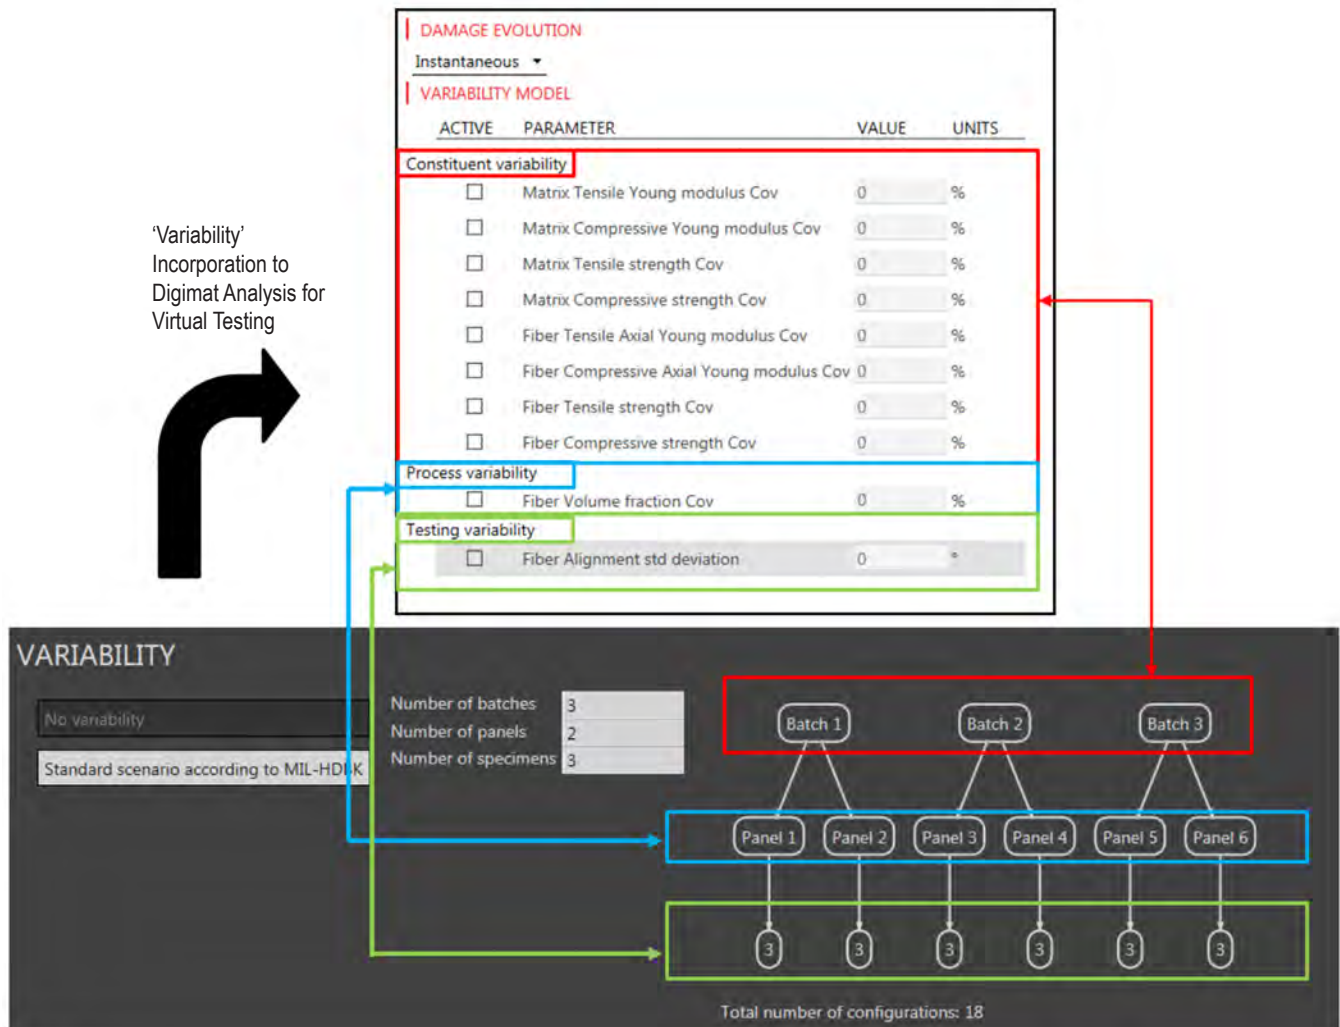 DAMAGE EVOLUTION
Instantaneous
VARIABILITY MODEL
ACTIVE PARAMETER VALUE UNITS
Constituent variability
Matrix Tensile Young modulus Cov 0 %
Matrix Compressive Young modulus Cov 0 %
Matrix Tensile strength Cov 0 %
Matrix Compressive strength Cov 0 %
Fiber Tensile Axial Young modulus Cov 0 %
Fiber Compressive Axial Young modulus Cov 0 %
Fiber Tensile strength Cov 0 %
Fiber Compressive strength Cov 0 %
Process variability
Fiber Volume fraction Cov 0 %
Testing variability
Fiber Alignment std deviation 0 °
‘Variability’
Incorporation to
Digimat Analysis for
Virtual Testing
VARIABILITY
No variability
Standard scenario according to MIL-HDBK
Number of batches 3
Number of panels 2
Number of specimens 3
Batch 1 Batch 2 Batch 3
Panel 1 Panel 2 Panel 3 Panel 4 Panel 5 Panel 6
3 3 3 3 3 3
Total number of configurations: 18